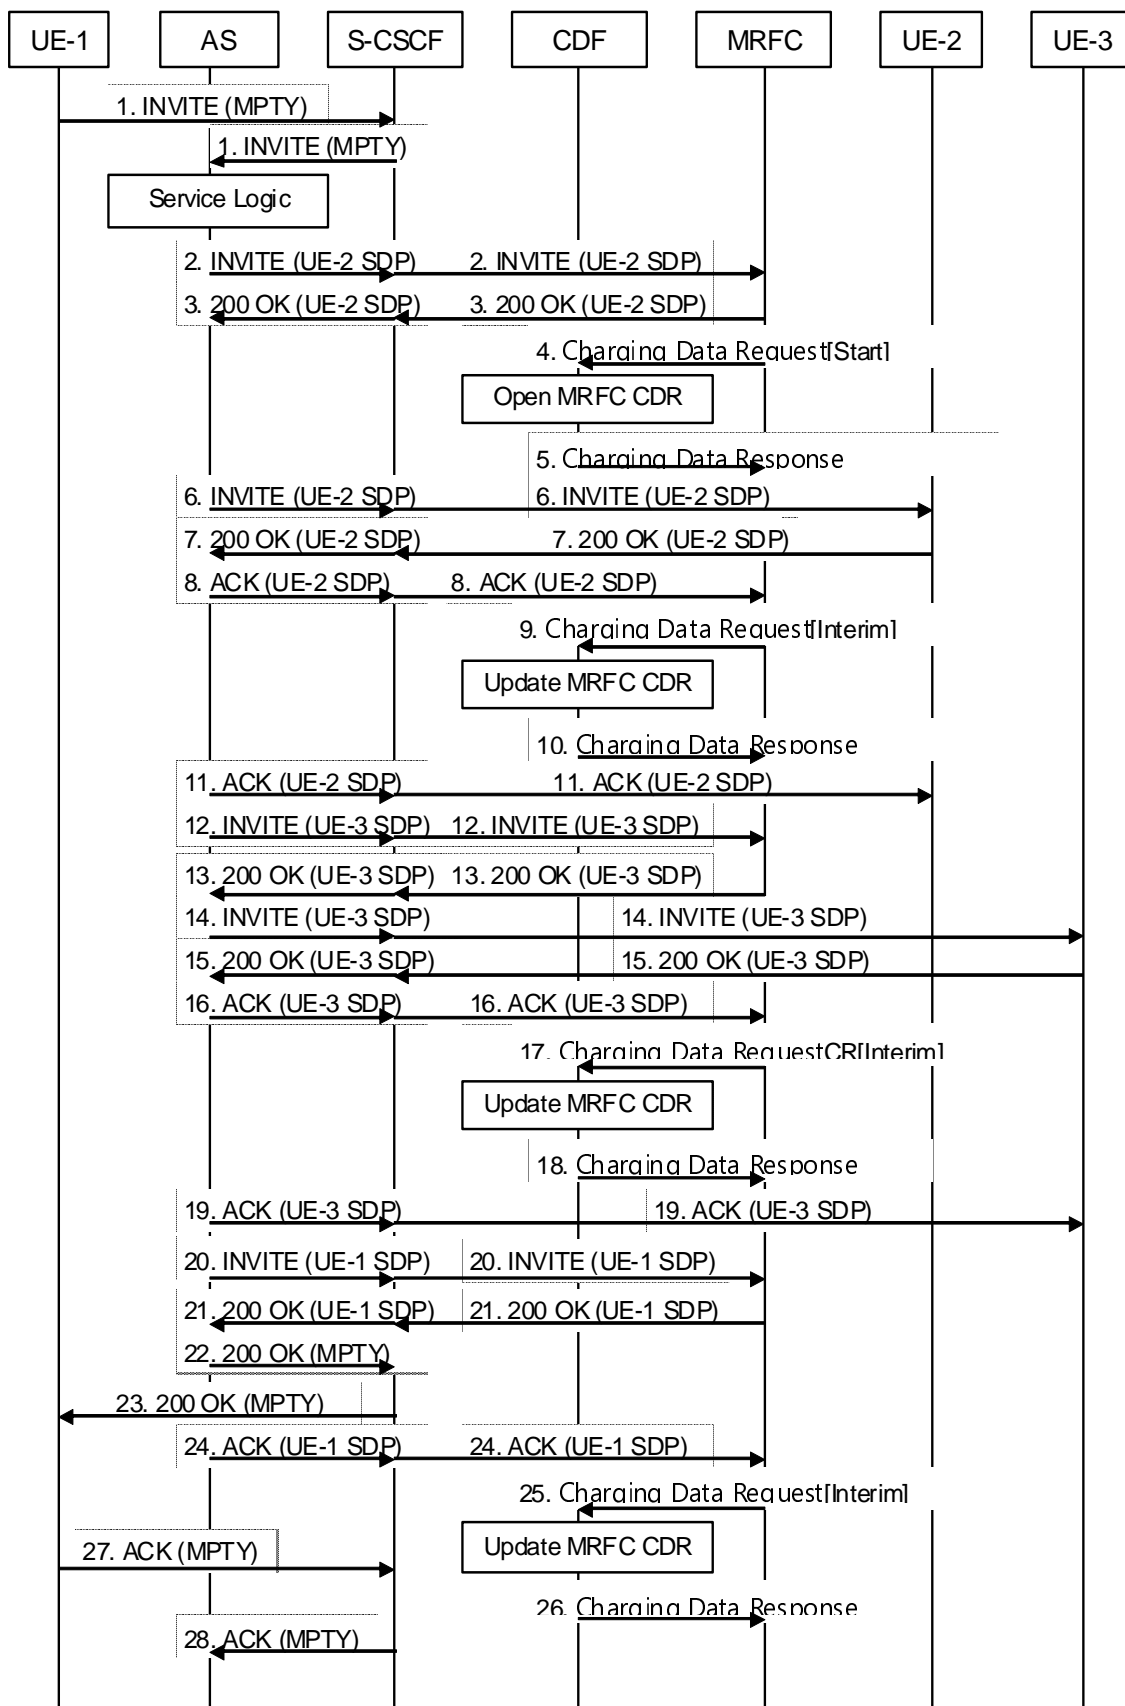 UE-1 AS S-CSCF CDF MRFC UE-2 UE-3
1. INVITE (MPTY)
1. INVITE (MPTY)
Service Logic
2. INVITE (UE-2 SDP) 2. INVITE (UE-2 SDP)
3. 200 OK (UE-2 SDP) 3. 200 OK (UE-2 SDP)
4. Charging Data Request[Start]
Open MRFC CDR
5. Charging Data Response
6. INVITE (UE-2 SDP) 6. INVITE (UE-2 SDP)
7. 200 OK (UE-2 SDP) 7. 200 OK (UE-2 SDP)
8. ACK (UE-2 SDP) 8. ACK (UE-2 SDP)
9. Charging Data Request[Interim]
Update MRFC CDR
10. Charging Data Response
11. ACK (UE-2 SDP) 11. ACK (UE-2 SDP)
12. INVITE (UE-3 SDP) 12. INVITE (UE-3 SDP)
13. 200 OK (UE-3 SDP) 13. 200 OK (UE-3 SDP)
14. INVITE (UE-3 SDP) 14. INVITE (UE-3 SDP)
15. 200 OK (UE-3 SDP) 15. 200 OK (UE-3 SDP)
16. ACK (UE-3 SDP) 16. ACK (UE-3 SDP)
17. Charging Data RequestCR[Interim]
Update MRFC CDR
18. Charging Data Response
19. ACK (UE-3 SDP) 19. ACK (UE-3 SDP)
20. INVITE (UE-1 SDP) 20. INVITE (UE-1 SDP)
21. 200 OK (UE-1 SDP) 21. 200 OK (UE-1 SDP)
22. 200 OK (MPTY)
23. 200 OK (MPTY)
24. ACK (UE-1 SDP) 24. ACK (UE-1 SDP)
25. Charging Data Request[Interim]
Update MRFC CDR
27. ACK (MPTY)
26. Charging Data Response
28. ACK (MPTY)